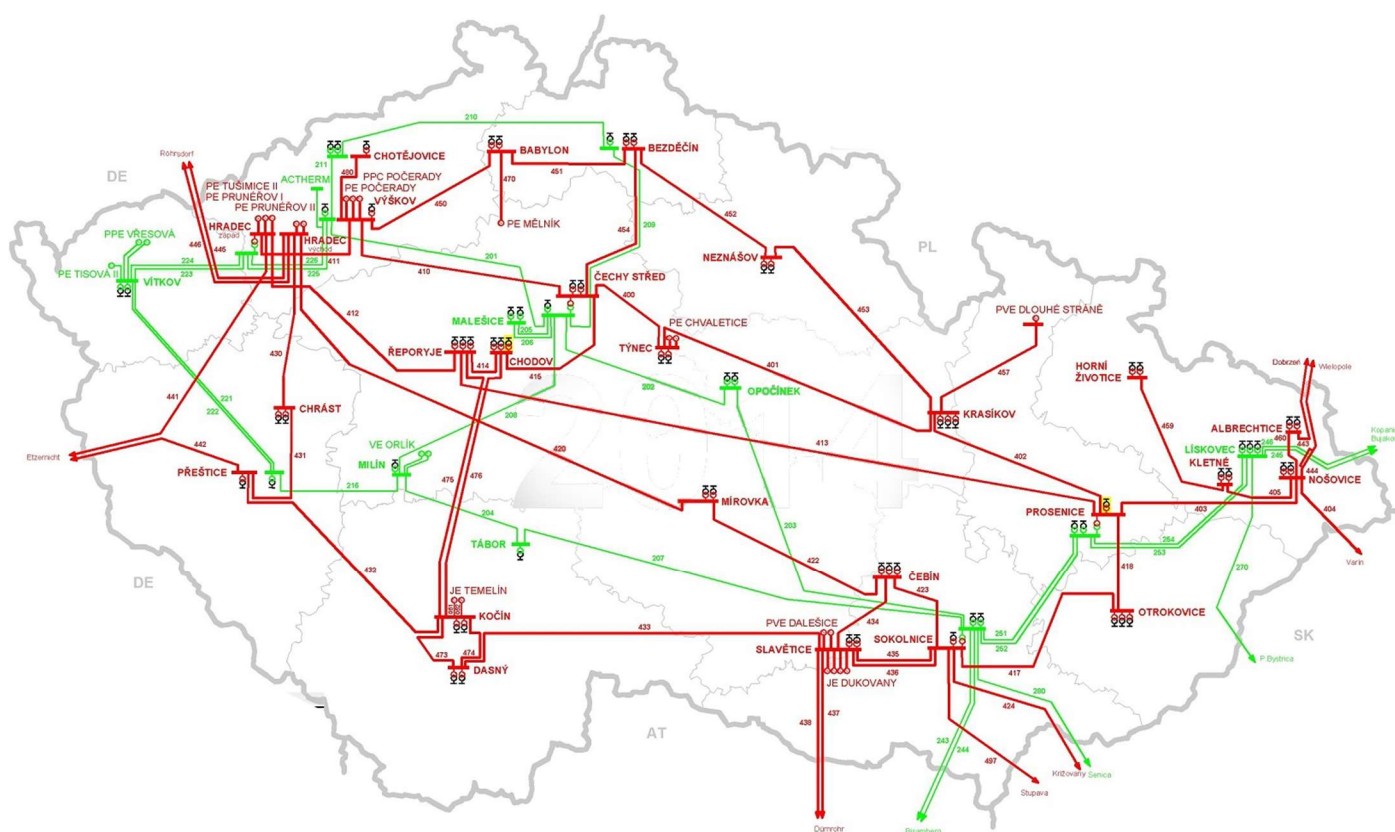 210
BEZDĚČÍN
BABYLON
CHOTĚJOVICE
211
ACTHERM
480
451
470
450
PPC POČERADY
PE POČERADY
VÝŠKOV
PE MĚLNÍK
Röhrsdorf
DE
PE TUŠIMICE II
PE PRUNÉŘOV I
PE PRUNÉŘOV II
HRADEC
západ
HRADEC
východ
446
445
411
226
225
PPE VŘESOVÁ
PE TISOVÁ II
VÍTKOV
224
223
209
454
452
PL
NEZNÁŠOV
201
410
ČECHY STŘED
400
453
412
MALEŠICE
205
206
PE CHVALETICE
TÝNEC
401
PVE DLOUHÉ STRÁNĚ
ŘEPORYJE
414
CHODOV
415
430
457
HORNÍ
ŽIVOTICE
Dobrzeń
Wielopole
441
221
222
CHRÁST
202
OPOČÍNEK
KRASÍKOV
208
420
413
459
ALBRECHTICE
460
443
LÍSKOVEC
246
245
Kopanina
Bujaków
Etzenricht
442
431
VE ORLÍK
MILÍN
475
476
402
KLETNÉ
444
NOŠOVICE
PŘEŠTICE
216
204
MÍROVKA
203
PROSENICE
403
405
404
TÁBOR
207
422
254
253
Varín
DE
432
ČEBÍN
423
418
270
JE TEMELÍN
KOČÍN
434
OTROKOVICE
433
PVE DALEŠICE
SOKOLNICE
251
252
SK
473
474
DASNÝ
SLAVĚTICE
435
436
417
P.Bystrica
JE DUKOVANY
280
424
AT
438
437
243
244
497
Križovany
Senica
Stupava
Dürnrohr